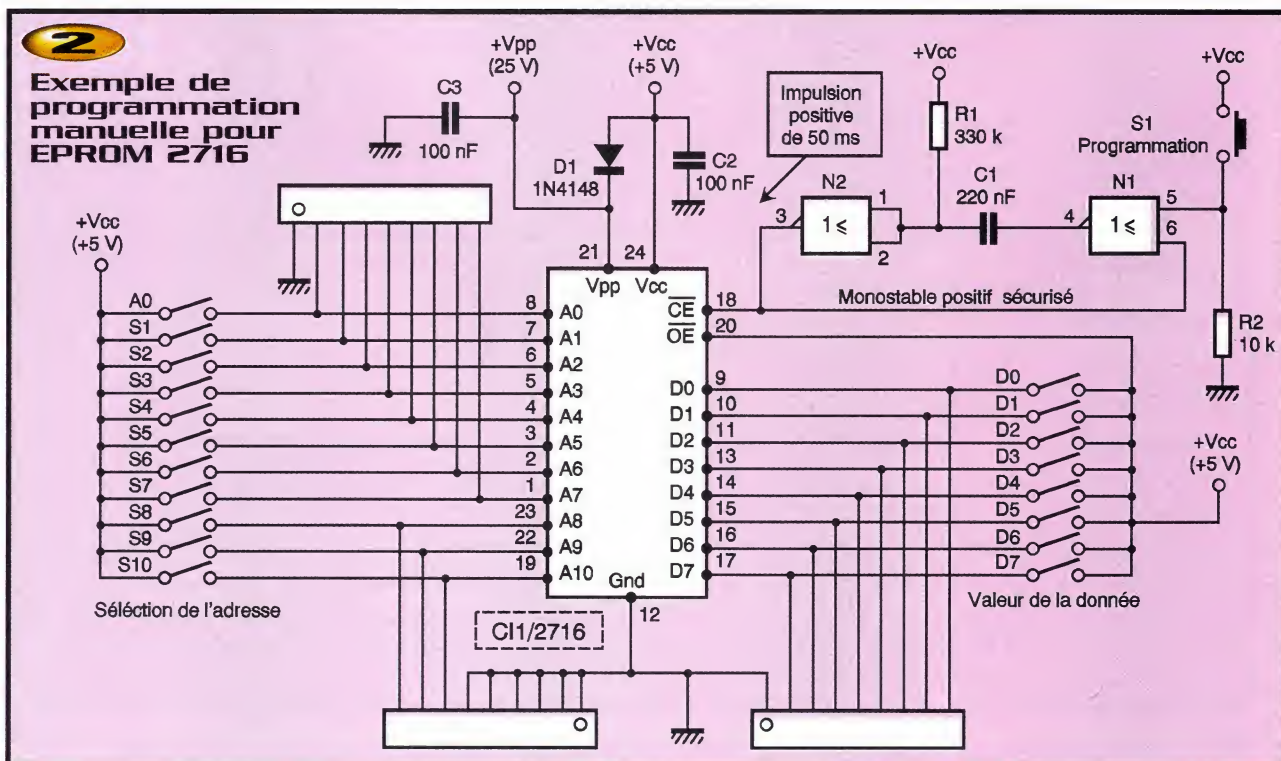 2
Exemple de
programmation
manuelle pour
EPROM 2716
+Vpp
(25 V)
+Vcc
(+5 V)
C3
100 nF
D1
1N4148
C2
100 nF
Impulsion
positive
de 50 ms
+Vcc
R1
330 k
C1
220 nF
+Vcc
S1
Programmation
N2
3
1 ≤
1
2
N1
4
1 ≤
5
6
Monostable positif sécurisé
R2
10 k
+Vcc
(+5 V)
21
24
Vpp
Vcc
A0
8
A0
S1
7
A1
S2
6
A2
S3
5
A3
S4
4
A4
S5
3
A5
S6
2
A6
S7
1
A7
S8
23
A8
S9
22
A9
S10
19
A10
Séléction de l'adresse
CE
18
OE
20
D0
9
D0
D1
10
D1
D2
11
D2
D3
13
D3
D4
14
D4
D5
15
D5
D6
16
D6
D7
17
D7
+Vcc
(+5 V)
Valeur de la donnée
Gnd
12
CI1/2716